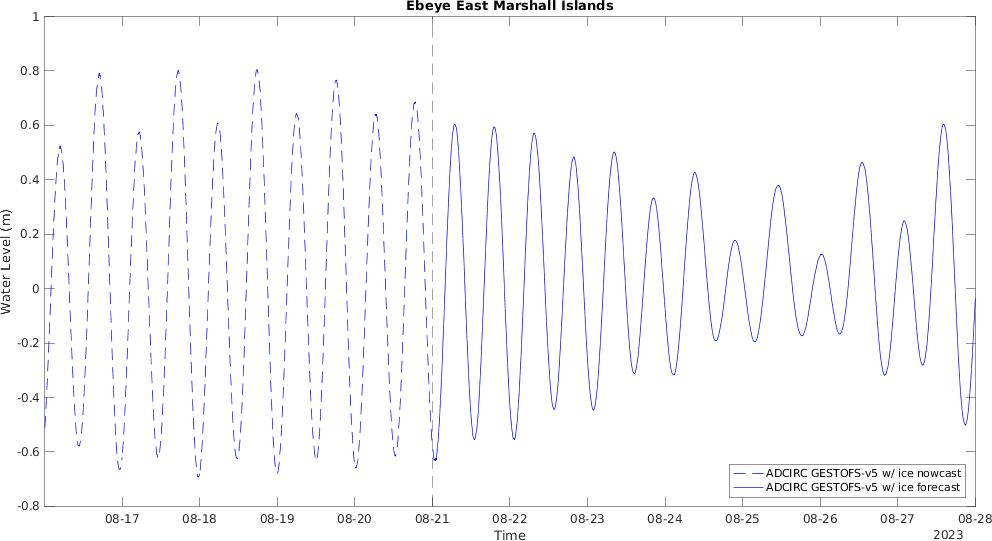 Ebeye East Marshall Islands
Water Level (m)
1
0.8
0.6
0.4
0.2
0
-0.2
-0.4
-0.6
-0.8
ADCIRC GESTOFS-v5 w/ ice nowcast
ADCIRC GESTOFS-v5 w/ ice forecast
08-17 08-18 08-19 08-20 08-21 08-22 08-23 08-24 08-25 08-26 08-27 08-28
Time
2023